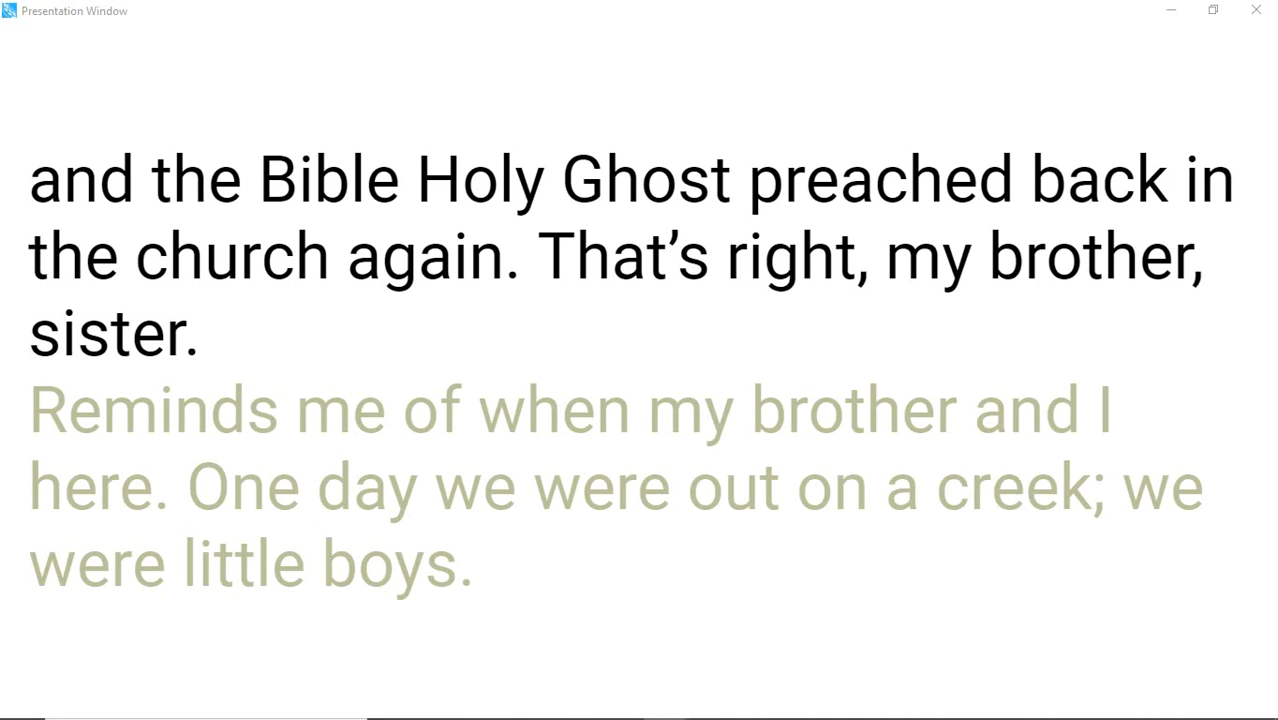 Presentation Window
and the Bible Holy Ghost preached back in
the church again. That’s right, my brother,
sister.
Reminds me of when my brother and I
here. One day we were out on a creek; we
were little boys.